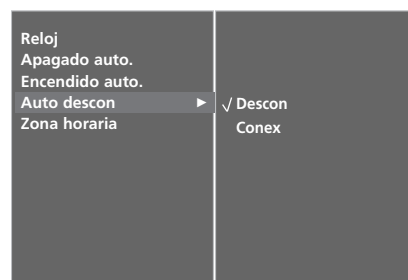 Reloj
Apagado auto.
Encendido auto.
Auto descon ►
Zona horaria
√ Descon
Conex